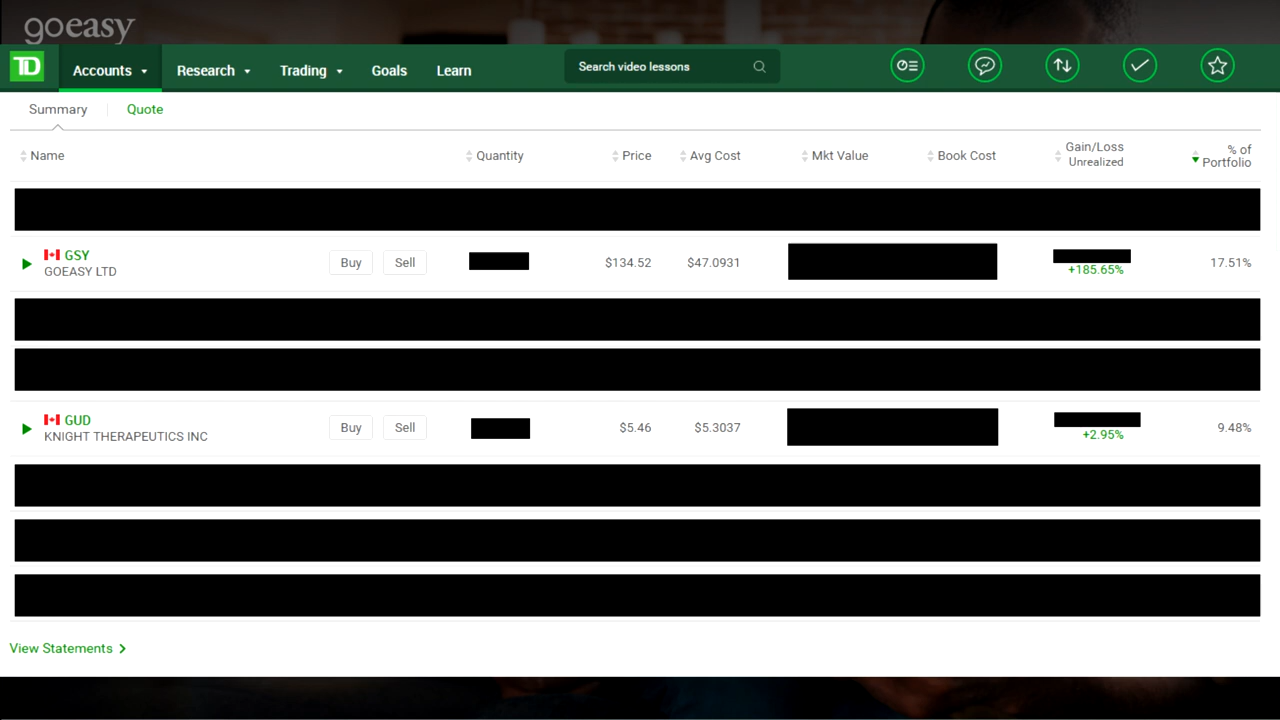 goeasy
TD Accounts Research Trading Goals Learn Search video lessons
Summary Quote
Name Quantity Price Avg Cost Mkt Value Book Cost Gain/Loss Unrealized % of Portfolio
GSY
GOEASY LTD Buy Sell $134.52 $47.0931 +185.65% 17.51%
GUD
KNIGHT THERAPEUTICS INC Buy Sell $5.46 $5.3037 +2.95% 9.48%
View Statements